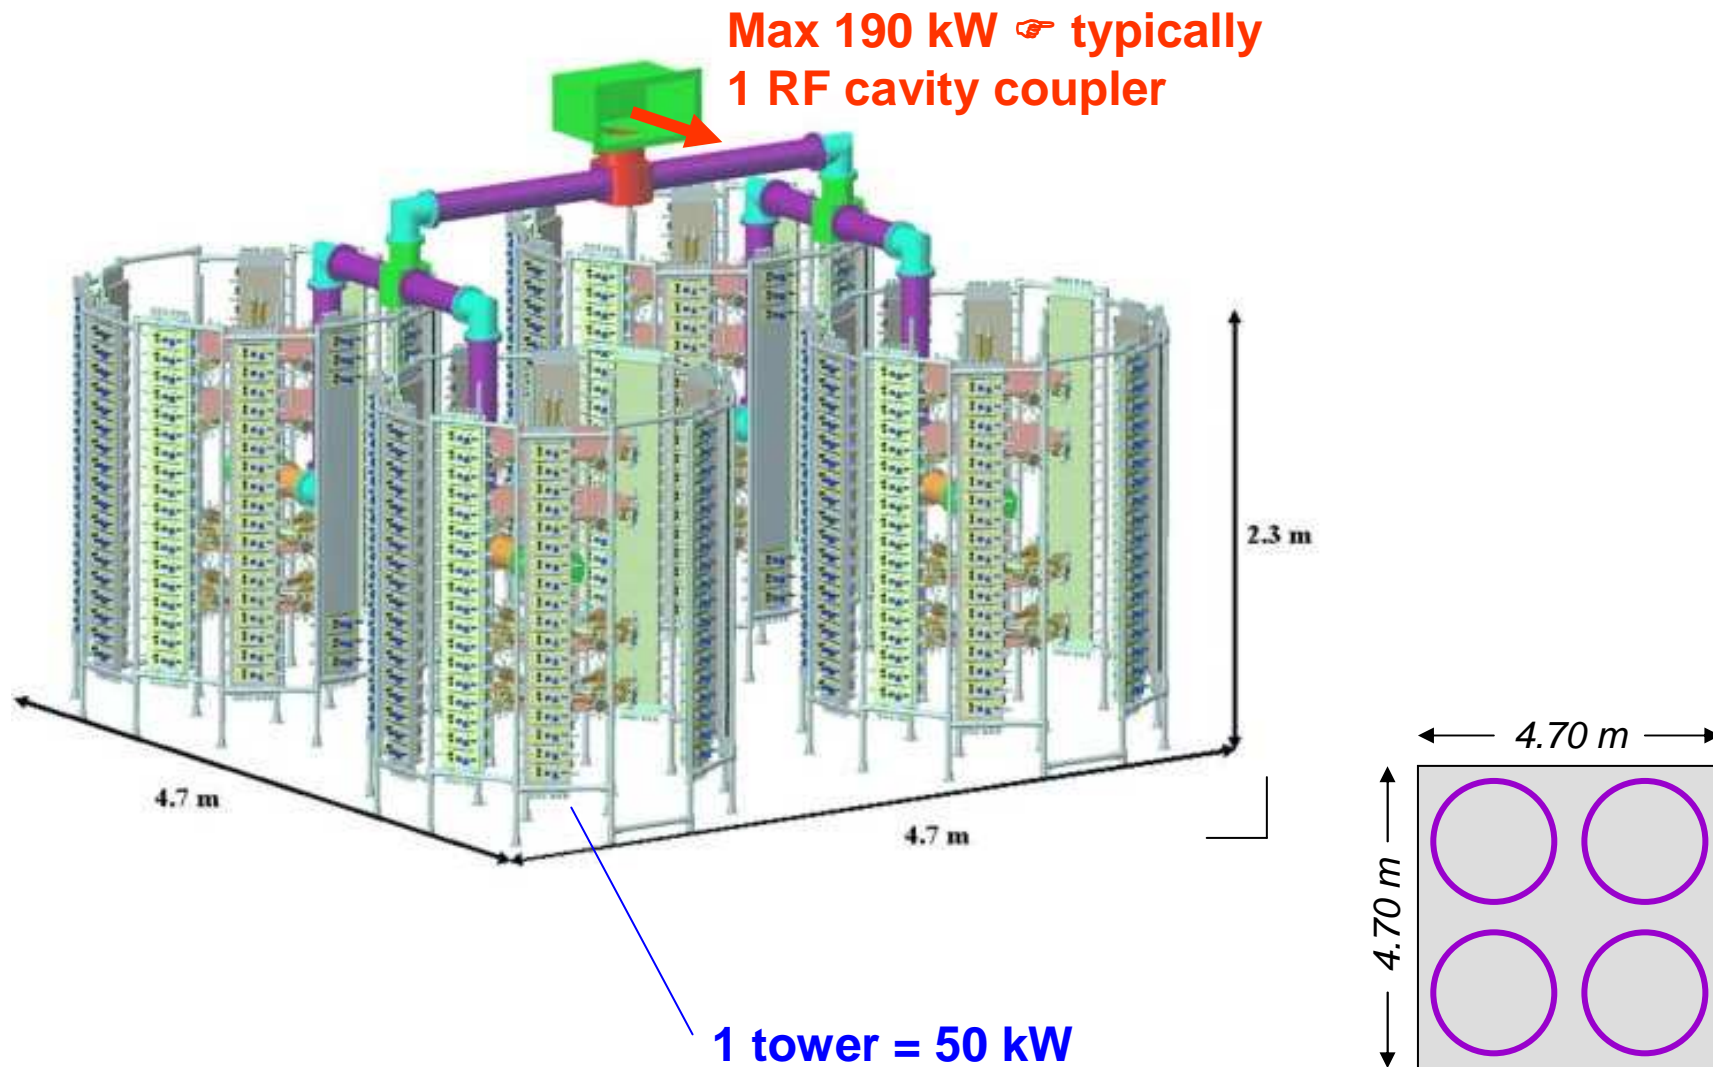 Max 190 kW ☞ typically
1 RF cavity coupler
2.3 m
4.7 m
4.7 m
4.70 m
4.70 m
1 tower = 50 kW